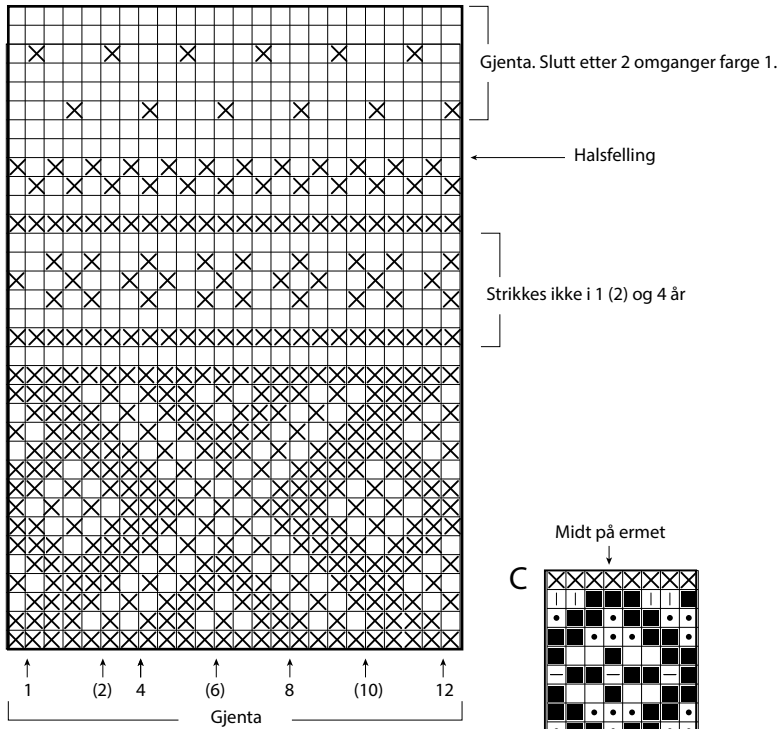 Gjenta. Slutt etter 2 omganger farge 1.
Halsfelling
Strikkes ikke i 1 (2) og 4 år
1 (2) 4 (6) 8 (10) 12
Gjenta
Midt på ermet
C